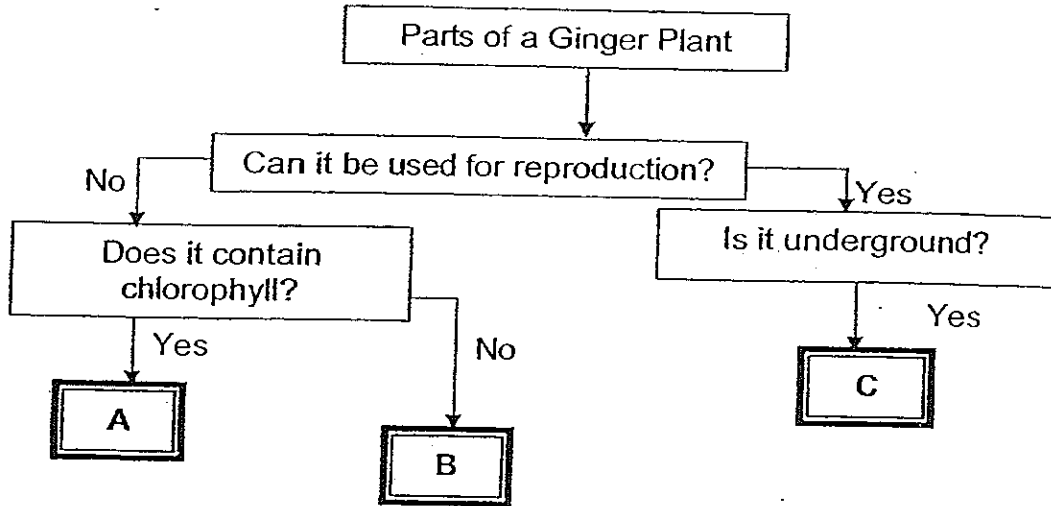 Parts of a Ginger Plant
Can it be used for reproduction?
No
Yes
Does it contain
chlorophyll?
Is it underground?
Yes
No
Yes
A
B
C